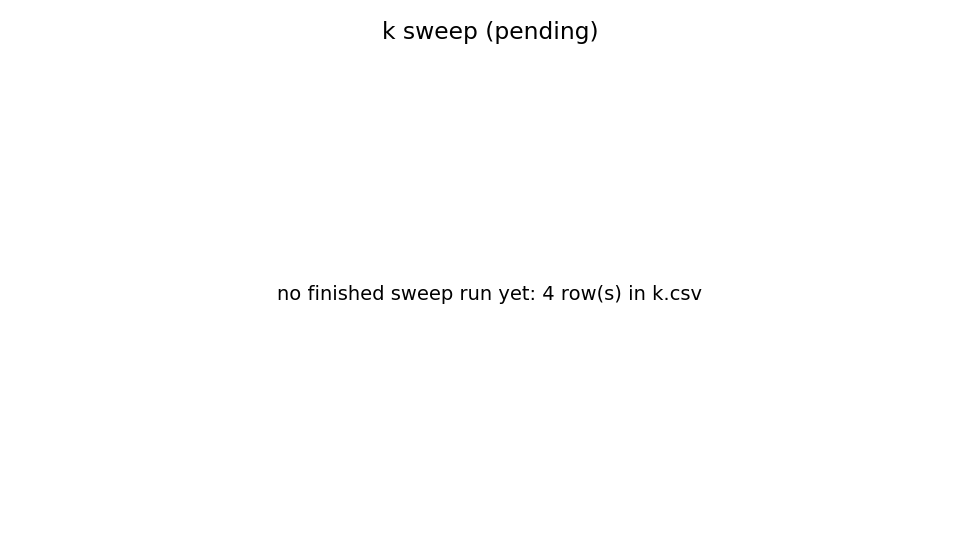 k sweep (pending)
no finished sweep run yet: 4 row(s) in k.csv